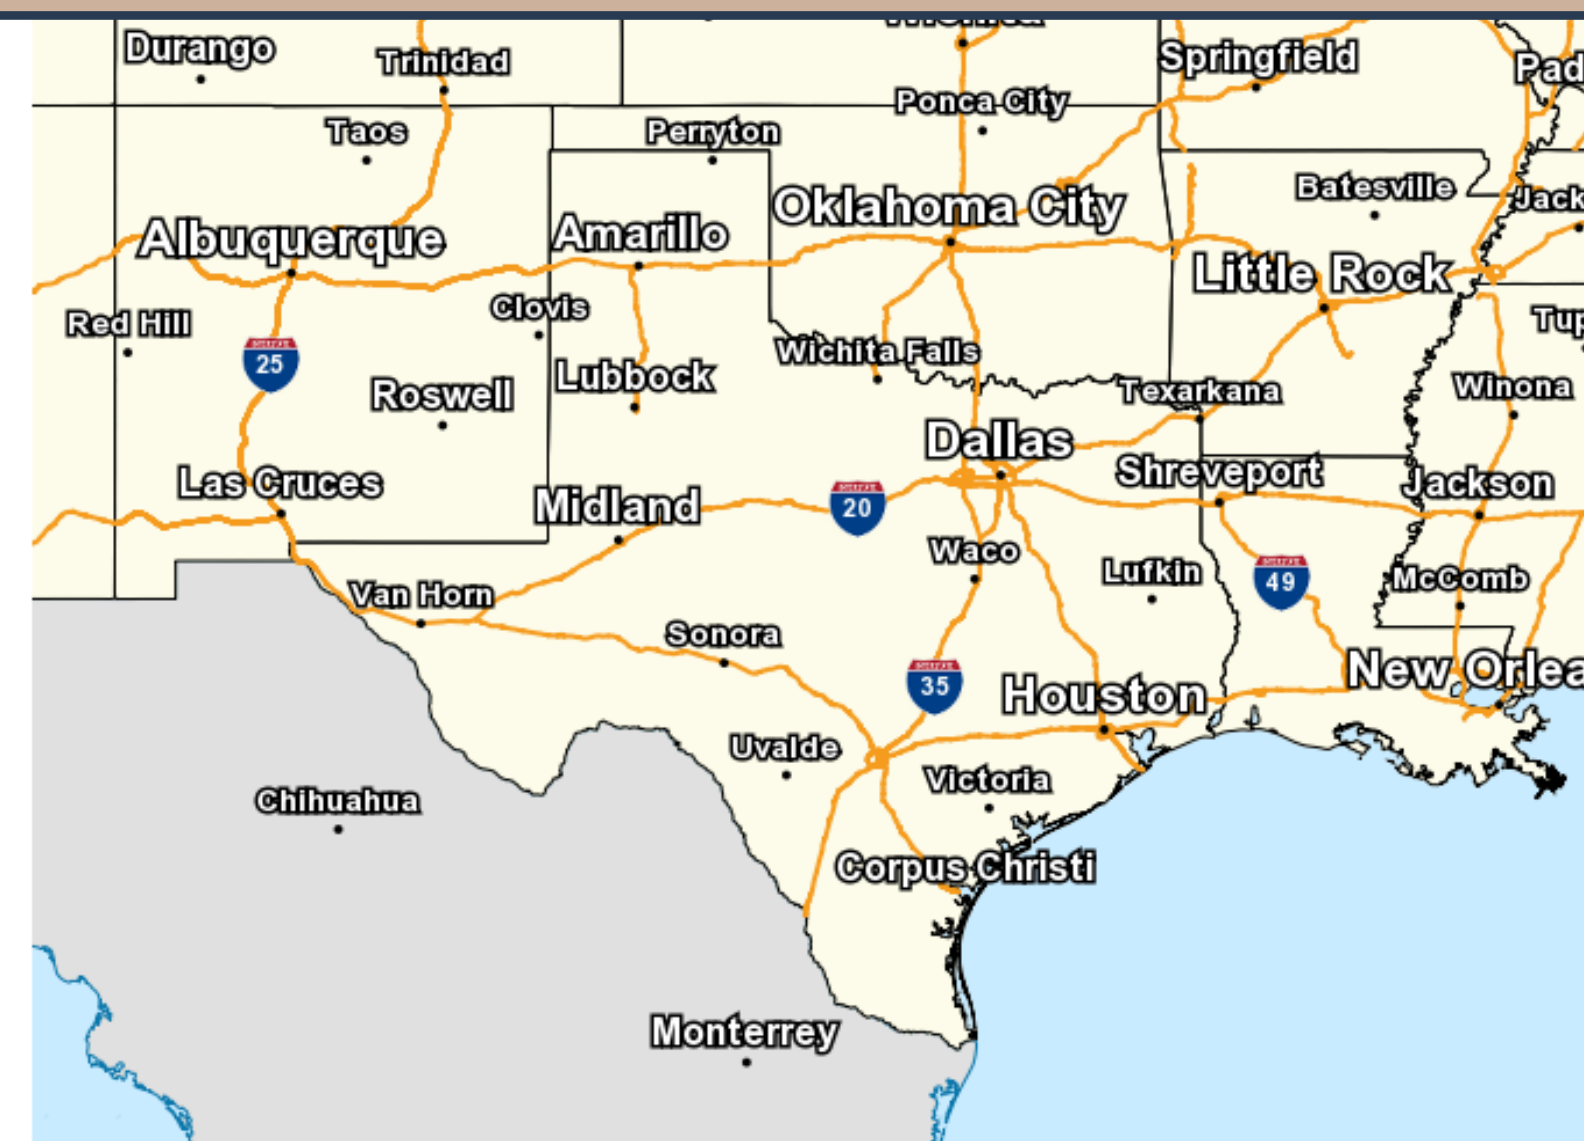 Durango
Trinidad
Springfield
Ponca City
Taos
Perryton
Batesville
Oklahoma City
Albuquerque
Amarillo
Little Rock
Clovis
Red Hill
25
Wichita Falls
Lubbock
Roswell
Texarkana
Winona
Dallas
Shreveport
Las Cruces
Jackson
Midland
20
Waco
Lufkin
49
McComb
Van Horn
Sonora
35
Houston
New Orlea
Uvalde
Victoria
Chihuahua
Corpus Christi
Monterrey